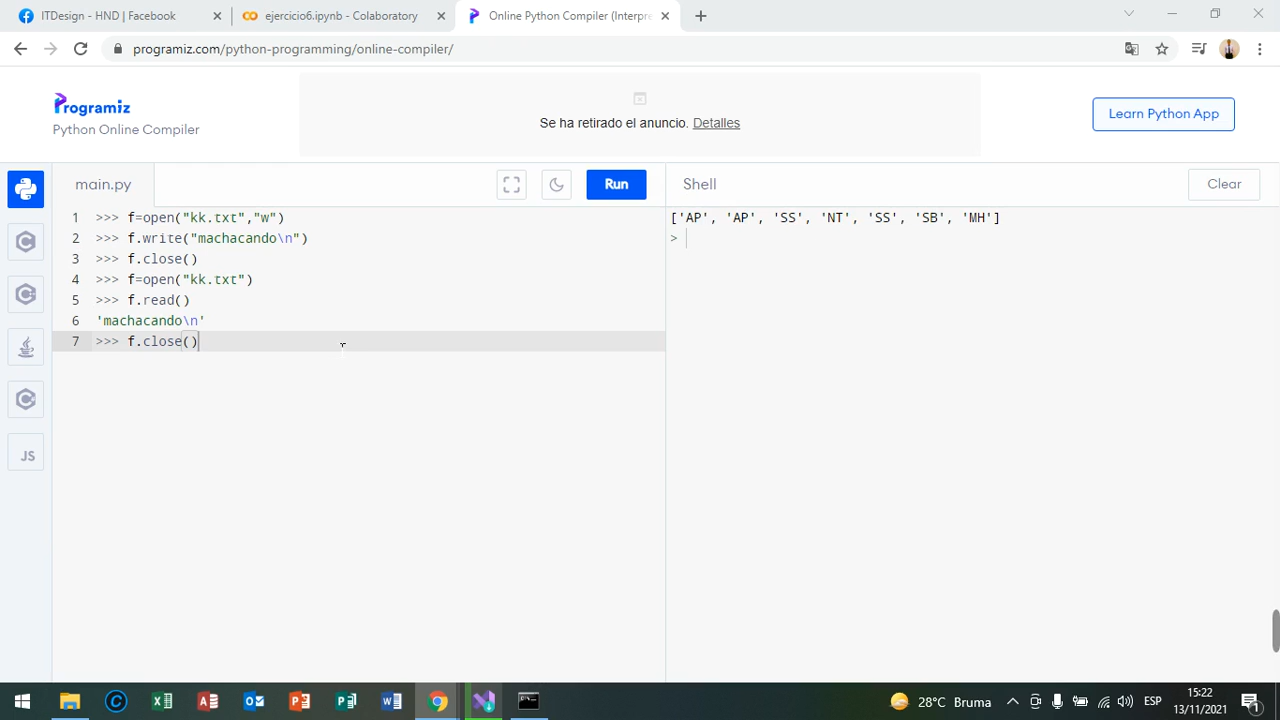 ITDesign - HND | Facebook
ejercicio6.ipynb - Colaboratory
Online Python Compiler (Interpre
programiz.com/python-programming/online-compiler/
Programiz
Python Online Compiler
Se ha retirado el anuncio. Detalles
Learn Python App
main.py
Run
Shell
Clear
1 >>> f=open("kk.txt","w")
2 >>> f.write("machacando\n")
3 >>> f.close()
4 >>> f=open("kk.txt")
5 >>> f.read()
6 'machacando\n'
7 >>> f.close()
['AP', 'AP', 'SS', 'NT', 'SS', 'SB', 'MH']
>
JS
28°C Bruma
ESP
15:22
13/11/2021
1